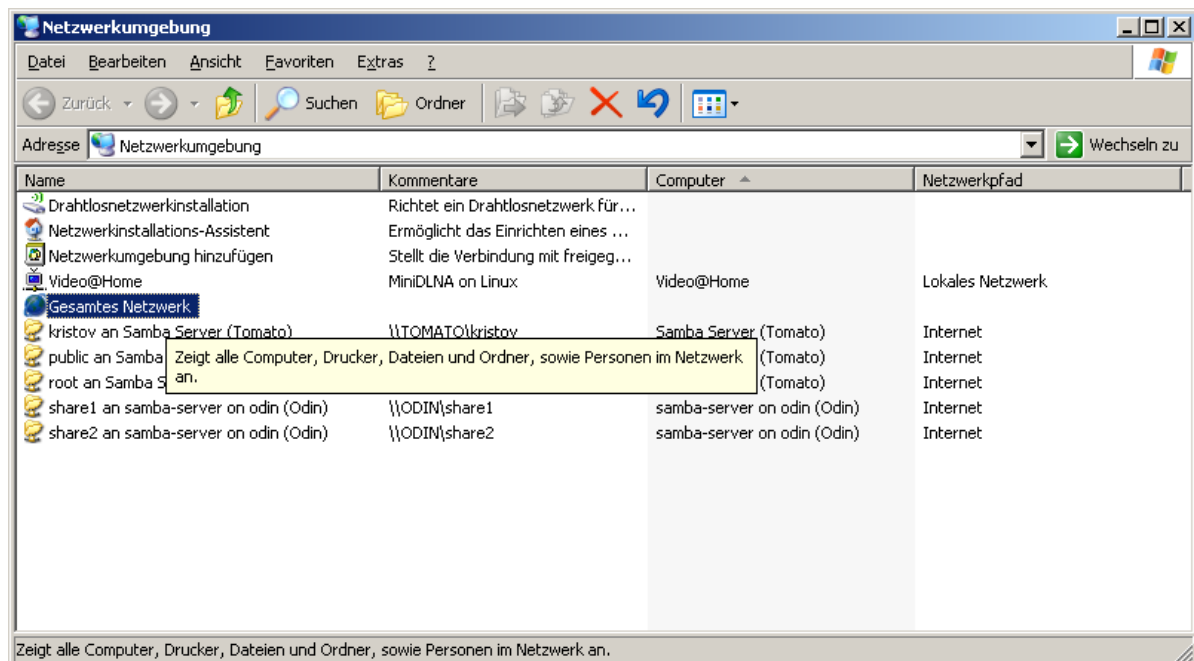 Netzwerkumgebung
Datei Bearbeiten Ansicht Favoriten Extras ?
Zurück Suchen Ordner
Adresse Netzwerkumgebung Wechseln zu
Name Kommentare Computer Netzwerkpfad
Drahtlosnetzwerkinstallation Richtet ein Drahtlosnetzwerk für...
Netzwerkinstallations-Assistent Ermöglicht das Einrichten eines ...
Netzwerkumgebung hinzufügen Stellt die Verbindung mit freigeg...
Video@Home MiniDLNA on Linux Video@Home Lokales Netzwerk
Gesamtes Netzwerk
kristov an Samba Server (Tomato) \\TOMATO\kristov Samba Server (Tomato) Internet
public an Samba (Tomato) Internet
root an Samba S (Tomato) Internet
Zeigt alle Computer, Drucker, Dateien und Ordner, sowie Personen im Netzwerk
an.
share1 an samba-server on odin (Odin) \\ODIN\share1 samba-server on odin (Odin) Internet
share2 an samba-server on odin (Odin) \\ODIN\share2 samba-server on odin (Odin) Internet
Zeigt alle Computer, Drucker, Dateien und Ordner, sowie Personen im Netzwerk an.